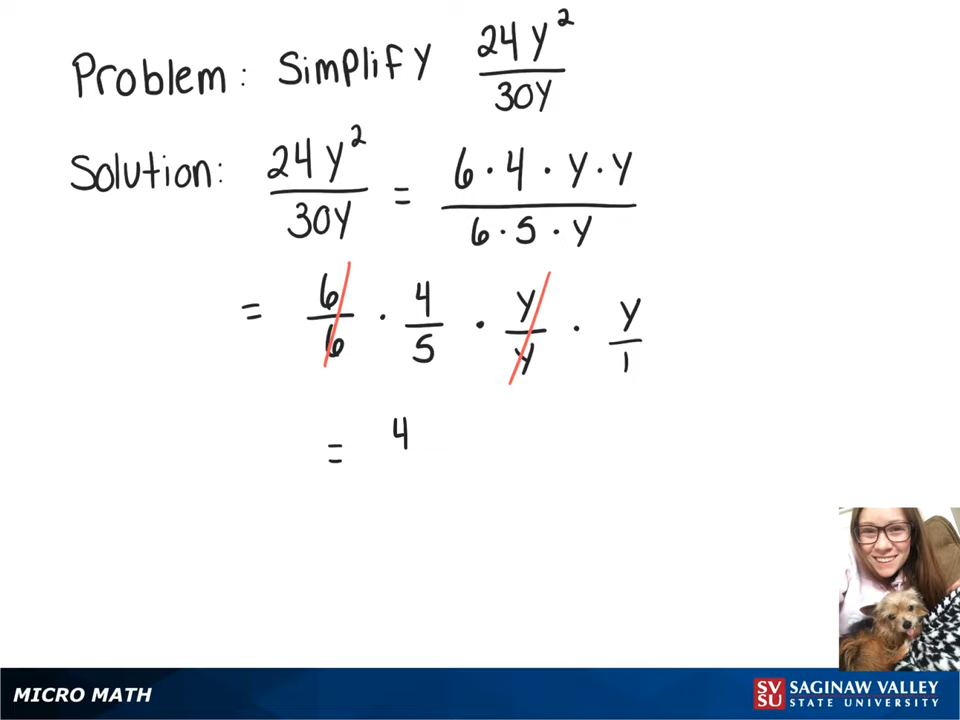 Problem: Simplify 24y²/30y
Solution: 24y²/30y = 6·4·y·y/6·5·y
= 6/6 · 4/5 · y/y · y/1
= 4
MICRO MATH
SVSU SAGINAW VALLEY
STATE UNIVERSITY